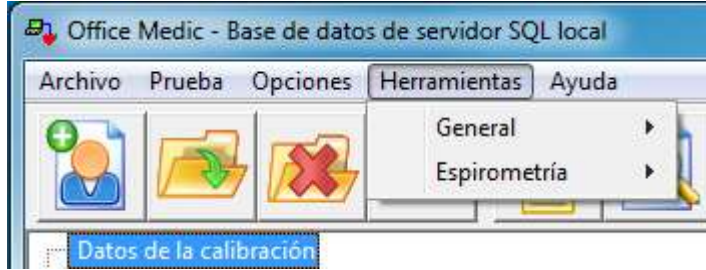 Office Medic - Base de datos de servidor SQL local
Archivo Prueba Opciones Herramientas Ayuda
General
Espirometría
Datos de la calibración